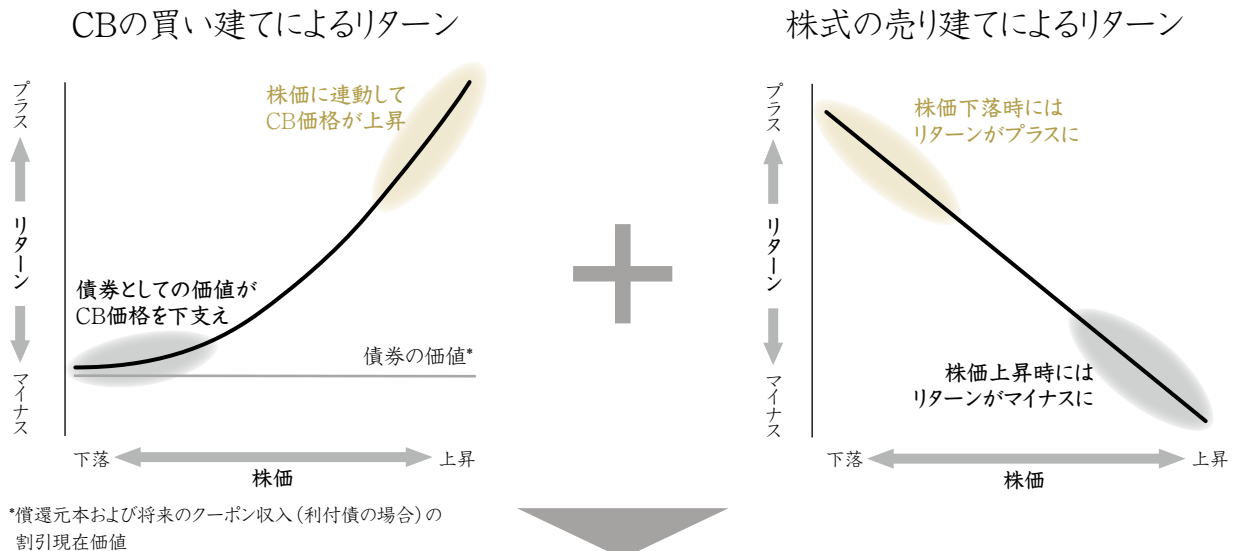 CBの買い建てによるリターン
プラス
リターン
マイナス
株価に連動して
CB価格が上昇
債券としての価値が
CB価格を下支え
債券の価値*
下落
上昇
株価
*償還元本および将来のクーポン収入(利付債の場合)の
割引現在価値
株式の売り建てによるリターン
プラス
リターン
マイナス
株価下落時には
リターンがプラスに
株価上昇時には
リターンがマイナスに
下落
上昇
株価